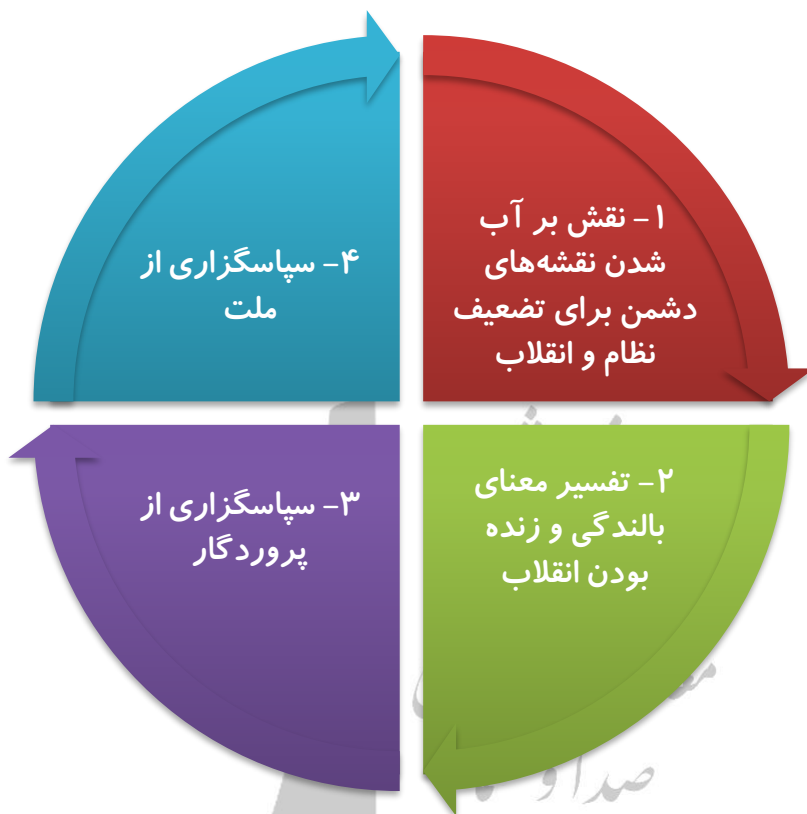 ۱- نقش بر آب
شدن نقشه‌های
دشمن برای تضعیف
نظام و انقلاب
۲- تفسیر معنای
بالندگی و زنده
بودن انقلاب
۳- سپاسگزاری از
پروردگار
۴- سپاسگزاری از
ملت
صدا و